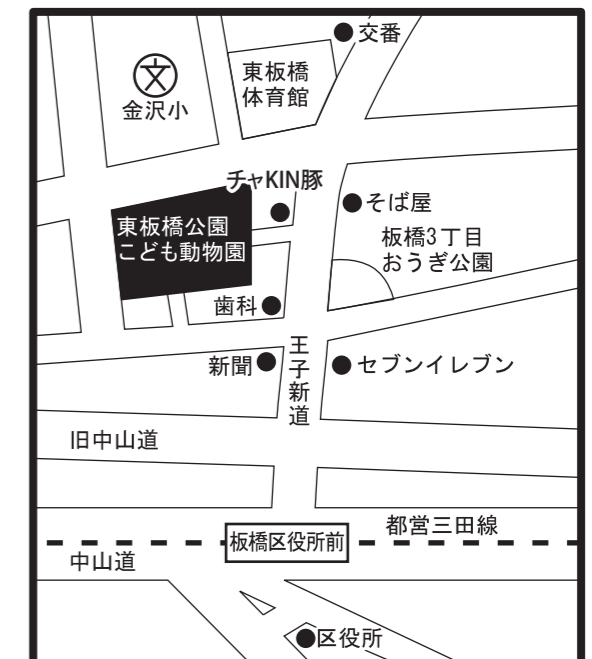 交番
東板橋
体育館
文
金沢小
チャKIN豚
そば屋
東板橋公園
こども動物園
板橋3丁目
おうぎ公園
歯科
王子新道
新聞
セブンイレブン
旧中山道
都営三田線
板橋区役所前
中山道
区役所